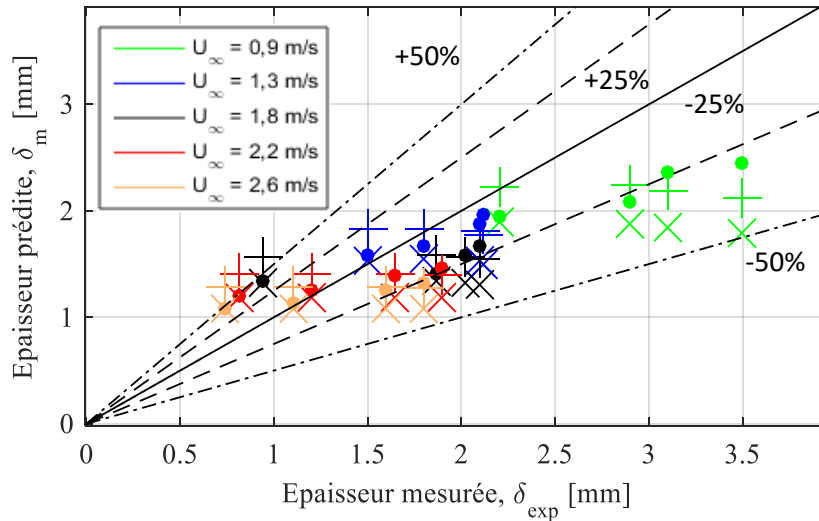 U∞ = 0,9 m/s
U∞ = 1,3 m/s
U∞ = 1,8 m/s
U∞ = 2,2 m/s
U∞ = 2,6 m/s
+50%
+25%
-25%
-50%
Epaisseur prédite, δm [mm]
3
2
1
0
0 0.5 1 1.5 2 2.5 3 3.5
Epaisseur mesurée, δexp [mm]